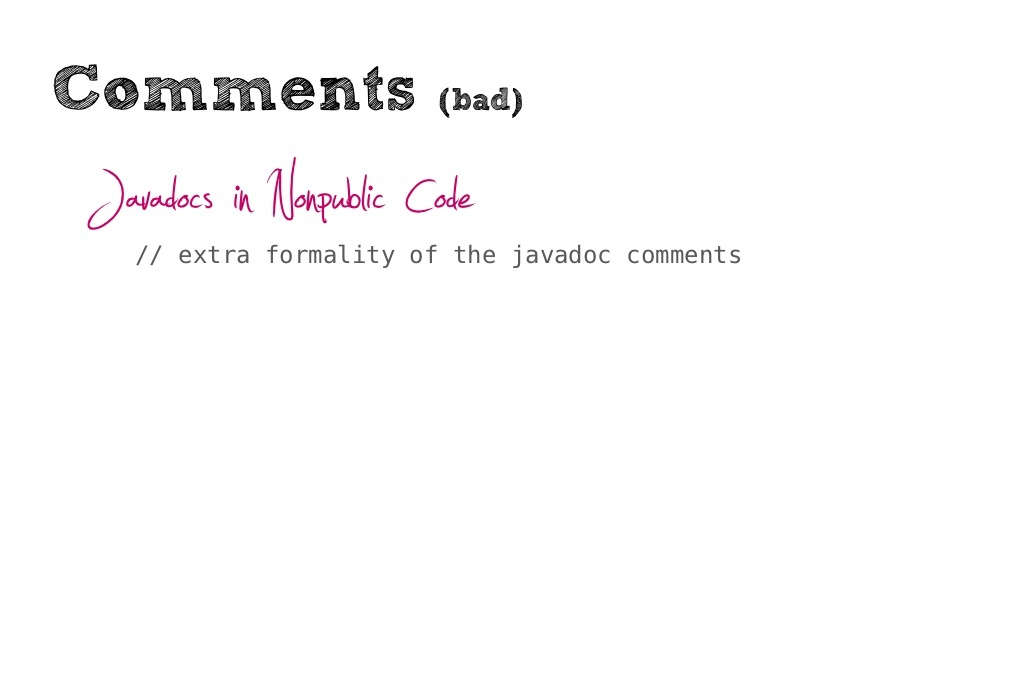 Comments (bad)
Javadocs in Nonpublic Code
// extra formality of the javadoc comments